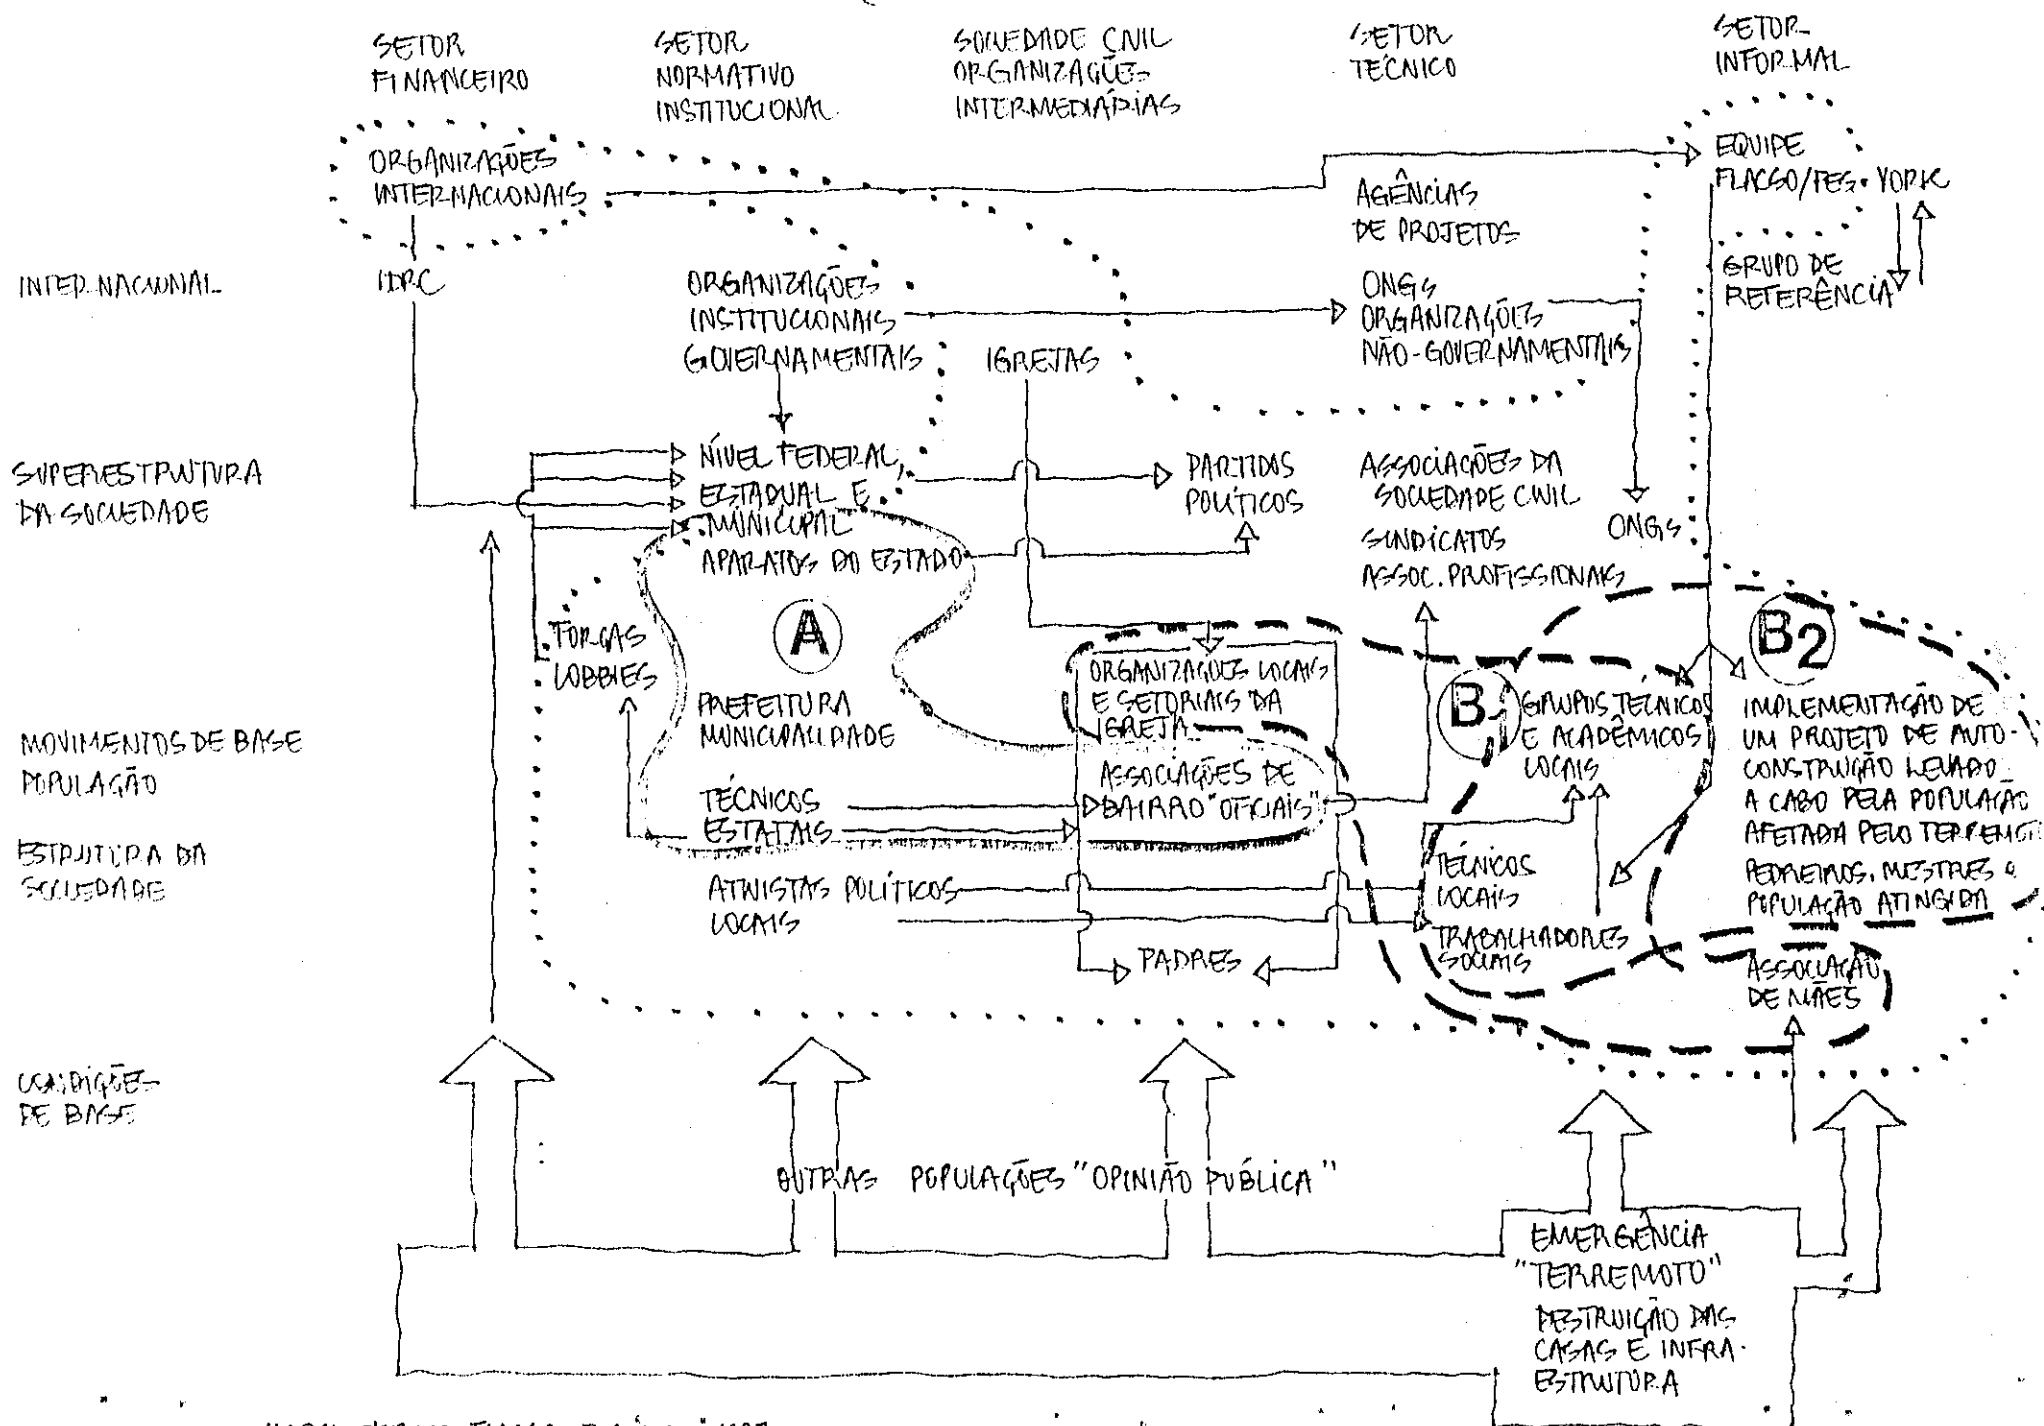 SETOR
FINANCEIRO
SETOR
NORMATIVO
INSTITUCIONAL
SOCIEDADE CIVIL
ORGANIZAÇÕES
INTERMEDIÁRIAS
SETOR
TÉCNICO
SETOR
INFORMAL
ORGANIZAÇÕES
INTERNACIONAIS
EQUIPE
FLACSO/FES. YORK
AGÊNCIAS
DE PROJETOS
GRUPO DE
REFERÊNCIA
INTERNACIONAL
IDRC
ORGANIZAÇÕES
INSTITUCIONAIS
GOVERNAMENTAIS
IGREJAS
ONGS
ORGANIZAÇÕES
NÃO-GOVERNAMENTAIS
SUPERESTRUTURA
DA SOCIEDADE
NÍVEL FEDERAL,
ESTADUAL E
MUNICIPAL
APARATOS DO ESTADO
PARTIDOS
POLÍTICOS
ASSOCIAÇÕES DA
SOCIEDADE CIVIL
SINDICATOS
ASSOC. PROFISSIONAIS
ONGS
FORÇAS
LOBBIES
A
PREFEITURA
MUNICIPALIDADE
ORGANIZAÇÕES LOCAIS
E SETORIAIS DA
IGREJA
B1
GRUPOS TÉCNICOS
E ACADÊMICOS
LOCAIS
B2
IMPLEMENTAÇÃO DE
UM PROJETO DE AUTO-
CONSTRUÇÃO LEVADO
A CABO PELA POPULAÇÃO
AFETADA PELO
PEDREIROS, MESTRES e
POPULAÇÃO ATINGIDA
MOVIMENTOS DE BASE
POPULAÇÃO
ASSOCIAÇÕES DE
BAIRRO "OFICIAIS"
TÉCNICOS
ESTATAIS
ESTRUTURA DA
SOCIEDADE
ATIVISTAS POLÍTICOS
LOCAIS
TÉCNICOS
LOCAIS
TRABALHADORES
SOCIAIS
PADRES
ASSOCIAÇÃO
DE MÃES
CONDIÇÕES
DE BASE
OUTRAS POPULAÇÕES "OPINIÃO PÚBLICA"
EMERGÊNCIA
"TERREMOTO"
DESTRUIÇÃO DAS
CASAS E INFRA-
ESTRUTURA